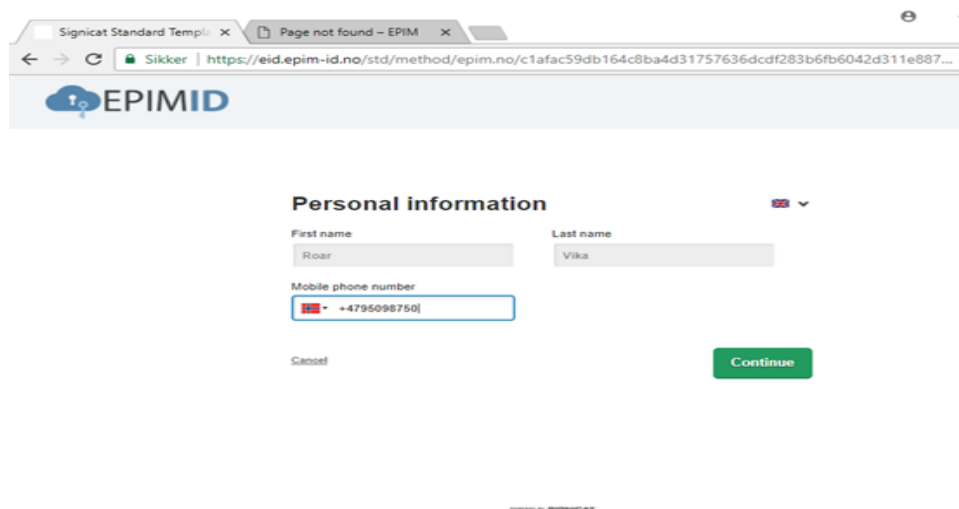 Signicat Standard Templ
Page not found – EPIM
Sikker | https://eid.epim-id.no/std/method/epim.no/c1afac59db164c8ba4d31757636dcdf283b6fb6042d311e887...
EPIMID
Personal information
First name Last name
Roar Vika
Mobile phone number
+4795098750
Cancel Continue
SIGNICAT